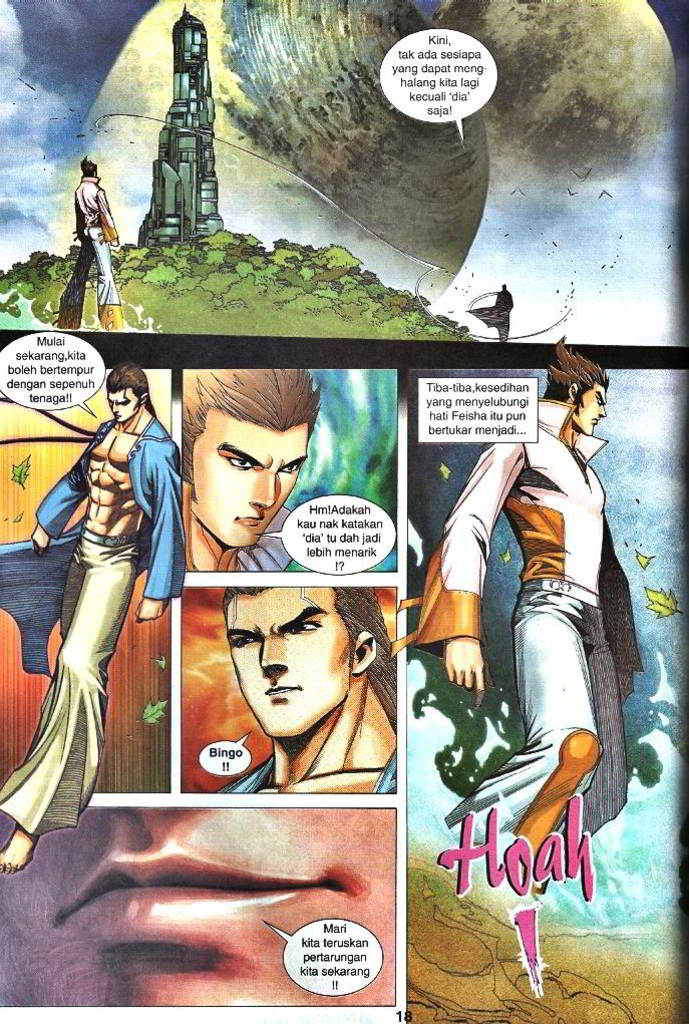 Kini,
tak ada sesiapa
yang dapat meng-
halang kita lagi
kecuali 'dia'
saja!
Mulai
sekarang,kita
boleh bertempur
dengan sepenuh
tenaga!!
Hm!Adakah
kau nak katakan
'dia' tu dah jadi
lebih menarik
!?
Bingo
!!
Mari
kita teruskan
pertarungan
kita sekarang
!!
Tiba-tiba,kesedihan
yang menyelubungi
hati Feisha itu pun
bertukar menjadi...
Hoah
!
18